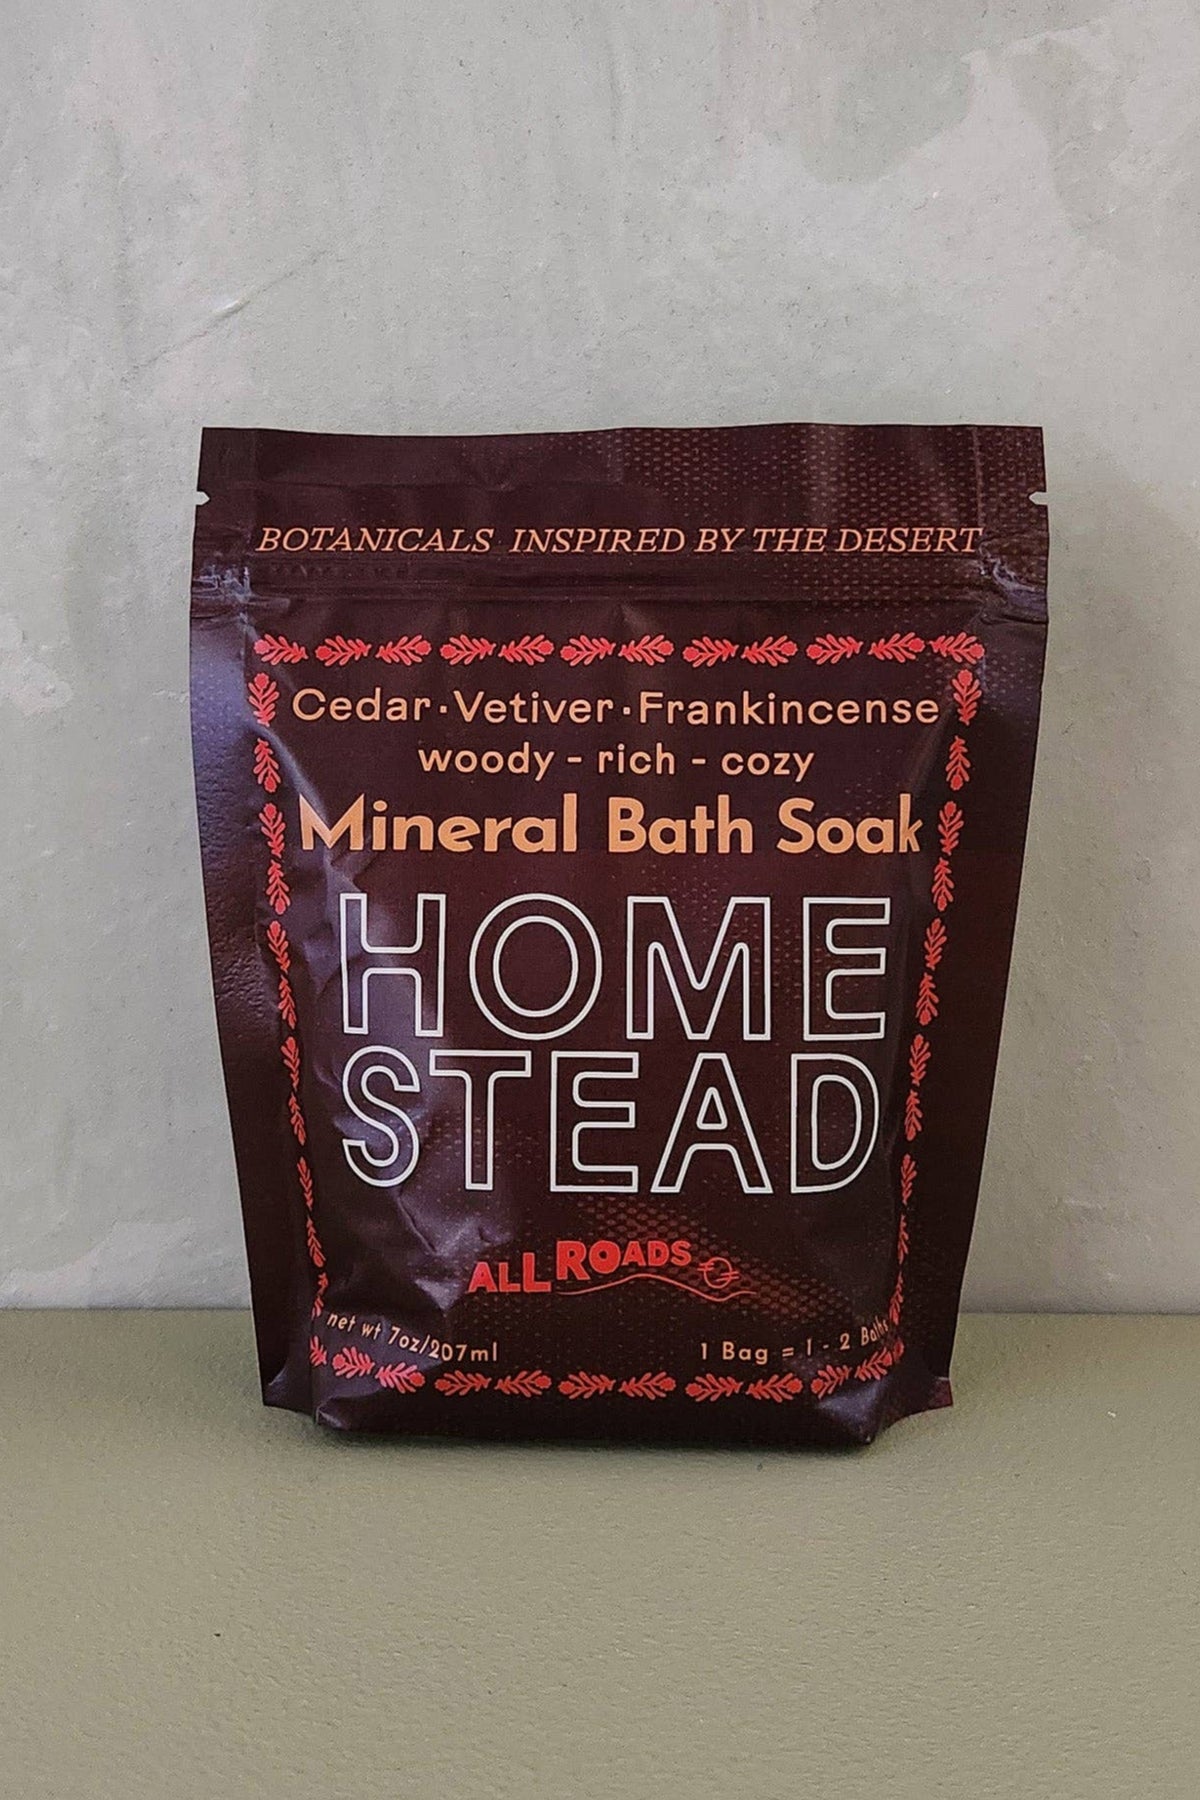 BOTANICALS INSPIRED BY THE DESERT
Cedar·Vetiver·Frankincense
woody - rich - cozy
Mineral Bath Soak
HOME
STEAD
ALL ROADS
net wt 7oz/207ml
1 Bag = 1 - 2 Baths